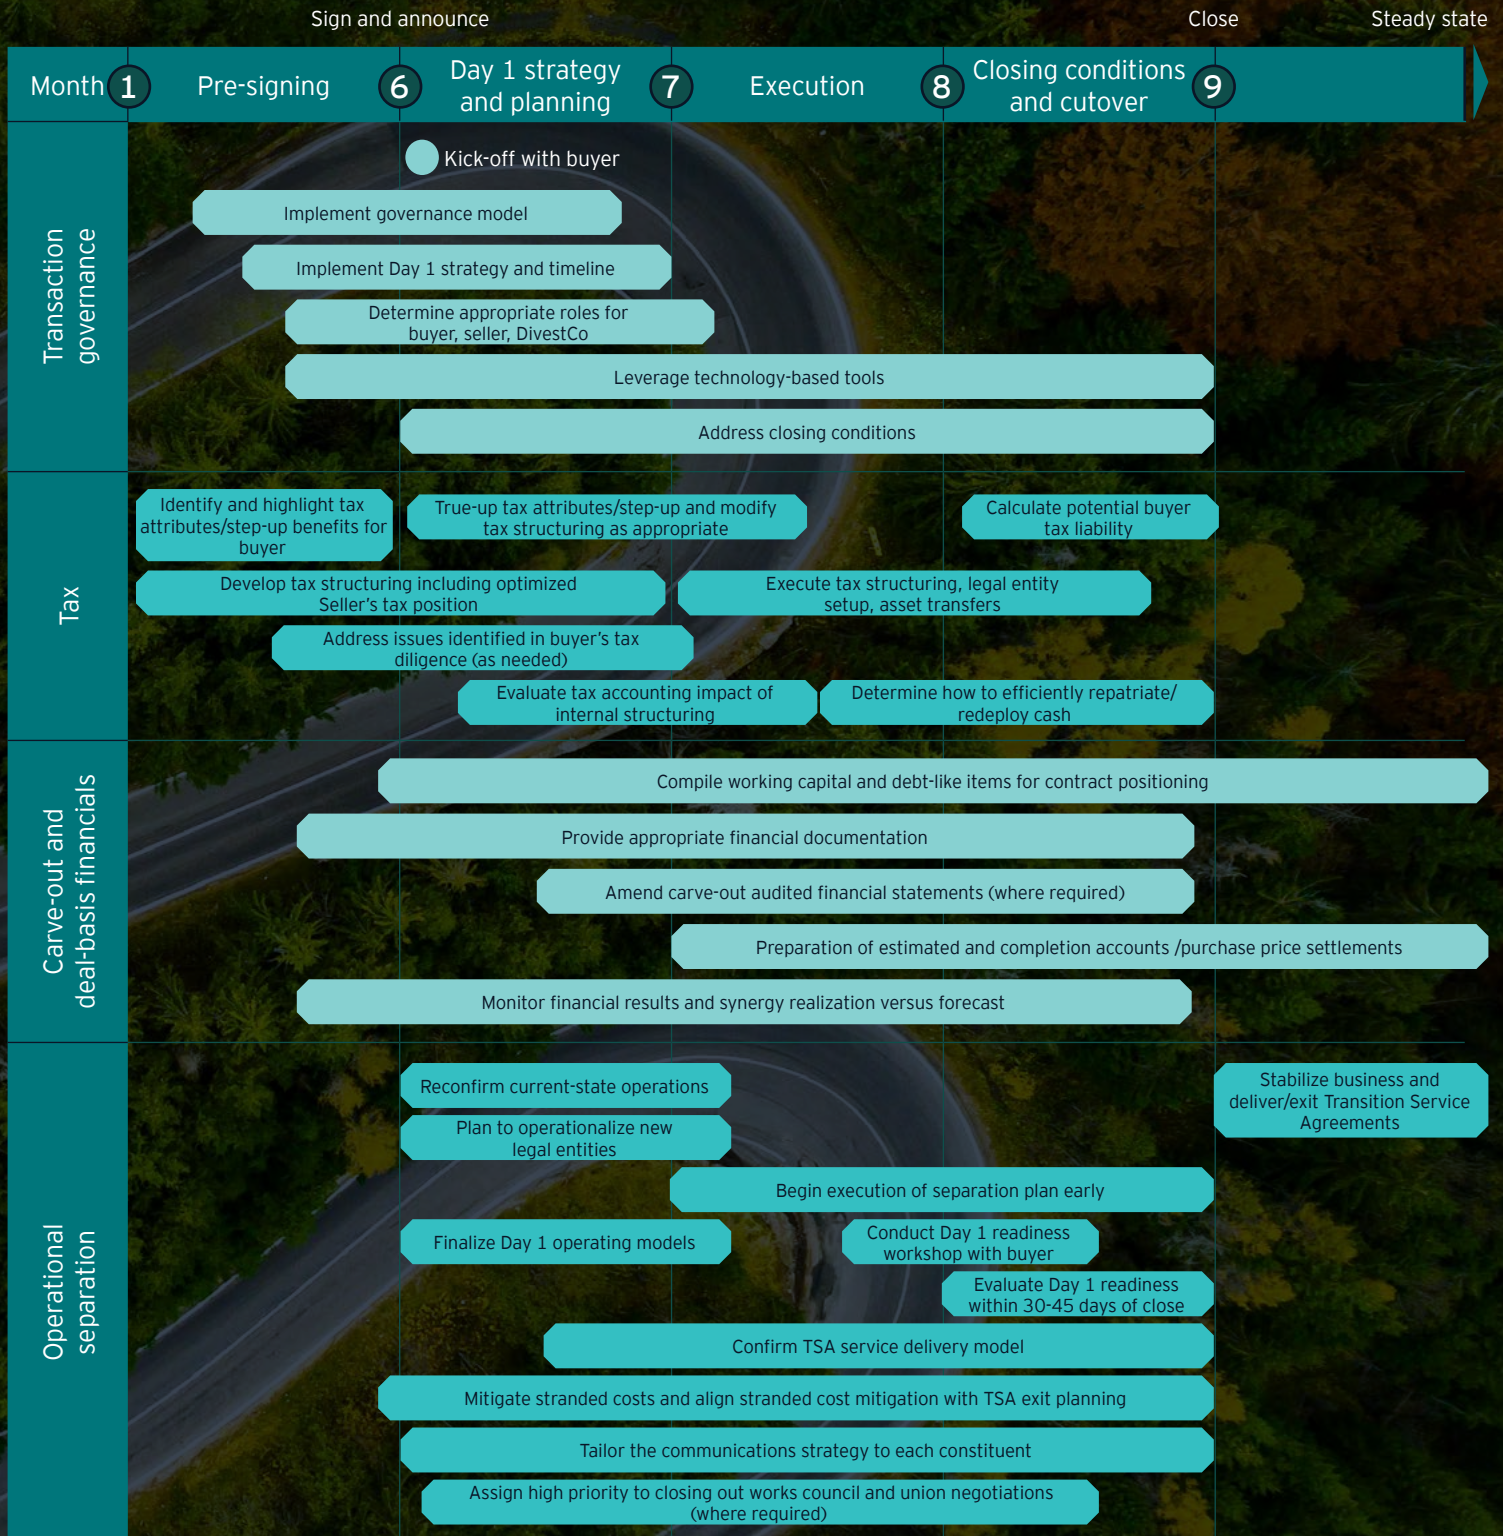 Sign and announce
Close
Steady state
Month
1
Pre-signing
6
Day 1 strategy
and planning
7
Execution
8
Closing conditions
and cutover
9
Transaction
governance
Kick-off with buyer
Implement governance model
Implement Day 1 strategy and timeline
Determine appropriate roles for
buyer, seller, DivestCo
Leverage technology-based tools
Address closing conditions
Tax
Identify and highlight tax
attributes/step-up benefits for
buyer
True-up tax attributes/step-up and modify
tax structuring as appropriate
Calculate potential buyer
tax liability
Develop tax structuring including optimized
Seller’s tax position
Execute tax structuring, legal entity
setup, asset transfers
Address issues identified in buyer’s tax
diligence (as needed)
Evaluate tax accounting impact of
internal structuring
Determine how to efficiently repatriate/
redeploy cash
Carve-out and
deal-basis financials
Compile working capital and debt-like items for contract positioning
Provide appropriate financial documentation
Amend carve-out audited financial statements (where required)
Preparation of estimated and completion accounts /purchase price settlements
Monitor financial results and synergy realization versus forecast
Operational
separation
Reconfirm current-state operations
Stabilize business and
deliver/exit Transition Service
Agreements
Plan to operationalize new
legal entities
Begin execution of separation plan early
Finalize Day 1 operating models
Conduct Day 1 readiness
workshop with buyer
Evaluate Day 1 readiness
within 30-45 days of close
Confirm TSA service delivery model
Mitigate stranded costs and align stranded cost mitigation with TSA exit planning
Tailor the communications strategy to each constituent
Assign high priority to closing out works council and union negotiations
(where required)